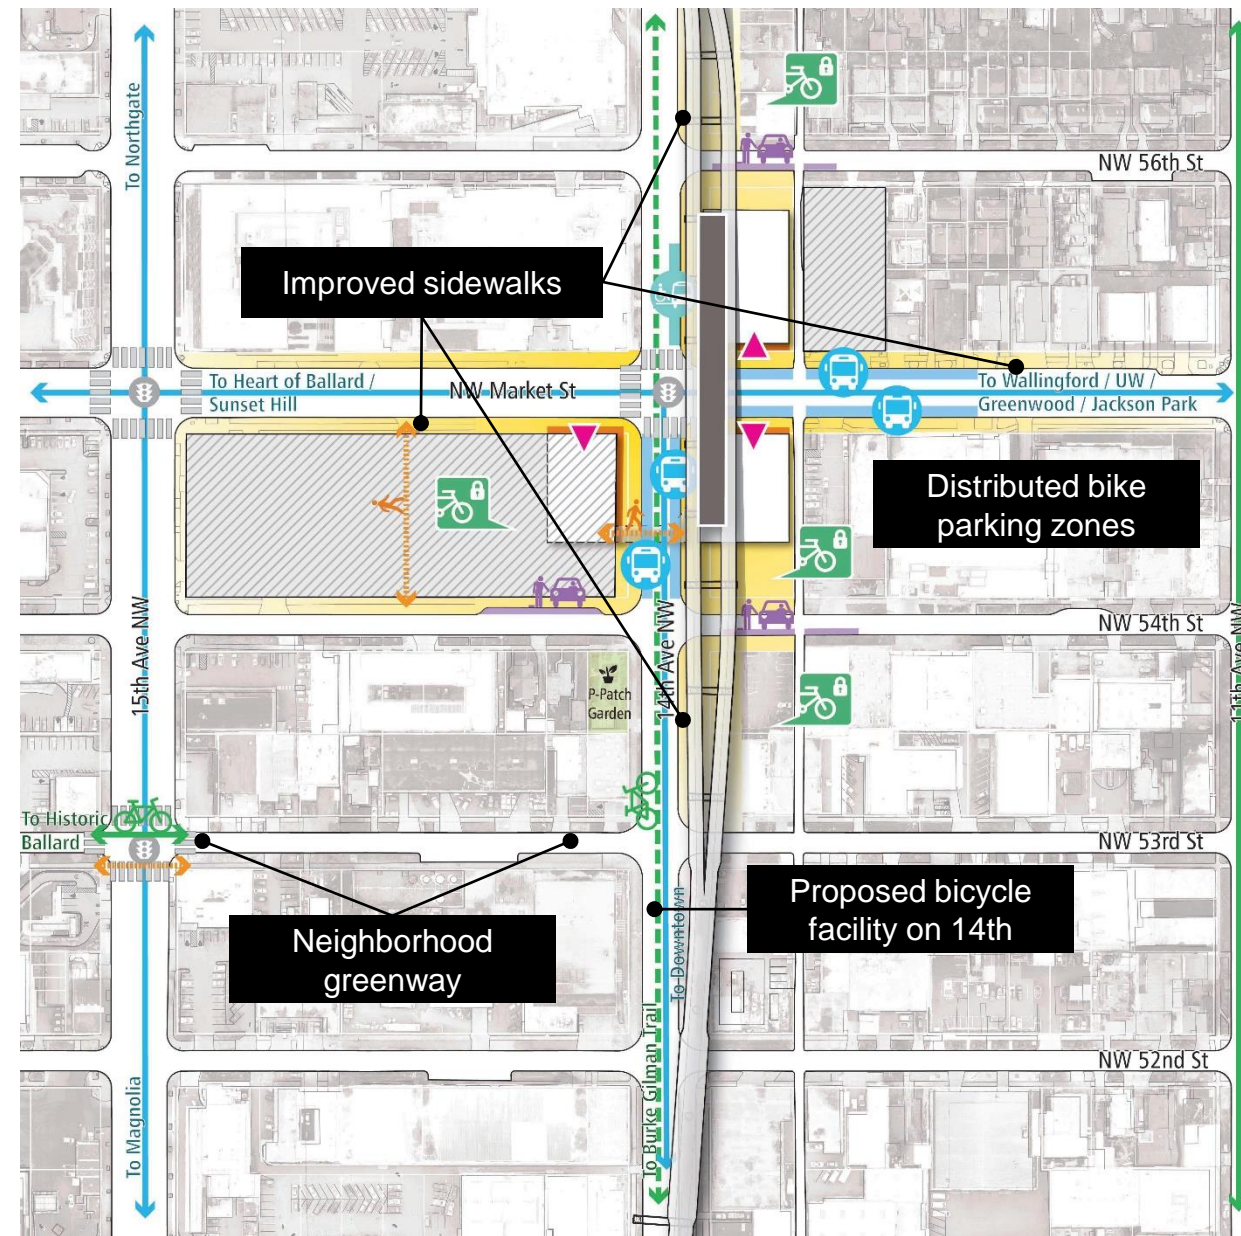 To Northgate
NW 56th St
Improved sidewalks
To Heart of Ballard /
Sunset Hill
NW Market St
To Wallingford / UW /
Greenwood / Jackson Park
Distributed bike
parking zones
15th Ave NW
14th Ave NW
11th Ave NW
NW 54th St
P-Patch
Garden
To Historic
Ballard
NW 53rd St
Neighborhood
greenway
Proposed bicycle
facility on 14th
To Downtown
To Burke Gilman Trail
NW 52nd St
To Magnolia